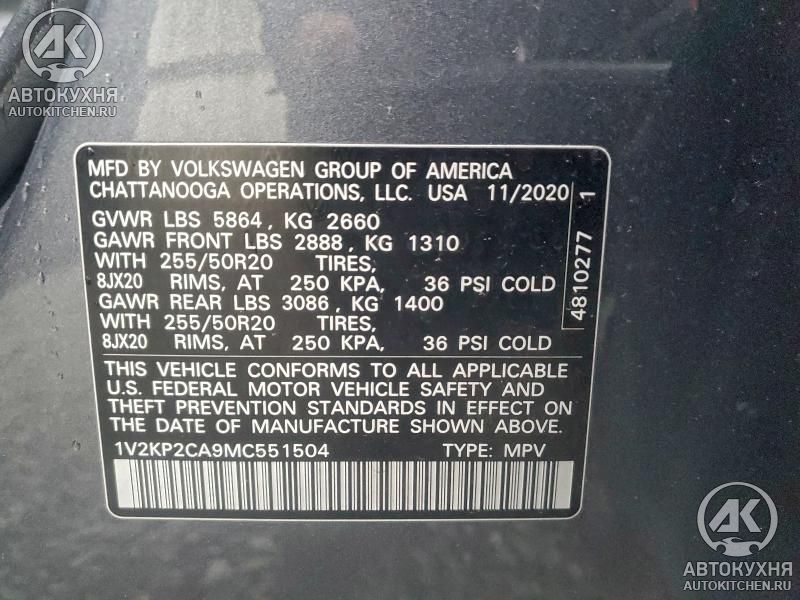 АК
АВТОКУХНЯ
AUTOKITCHEN.RU
MFD BY VOLKSWAGEN GROUP OF AMERICA
CHATTANOOGA OPERATIONS, LLC. USA 11/2020
GVWR LBS 5864, KG 2660
GAWR FRONT LBS 2888, KG 1310
WITH 255/50R20 TIRES,
8JX20 RIMS, AT 250 KPA, 36 PSI COLD
GAWR REAR LBS 3086, KG 1400
WITH 255/50R20 TIRES,
8JX20 RIMS, AT 250 KPA, 36 PSI COLD
4810277 1
THIS VEHICLE CONFORMS TO ALL APPLICABLE
U.S. FEDERAL MOTOR VEHICLE SAFETY AND
THEFT PREVENTION STANDARDS IN EFFECT ON
THE DATE OF MANUFACTURE SHOWN ABOVE.
1V2KP2CA9MC551504 TYPE: MPV
АК
АВТОКУХНЯ
AUTOKITCHEN.RU